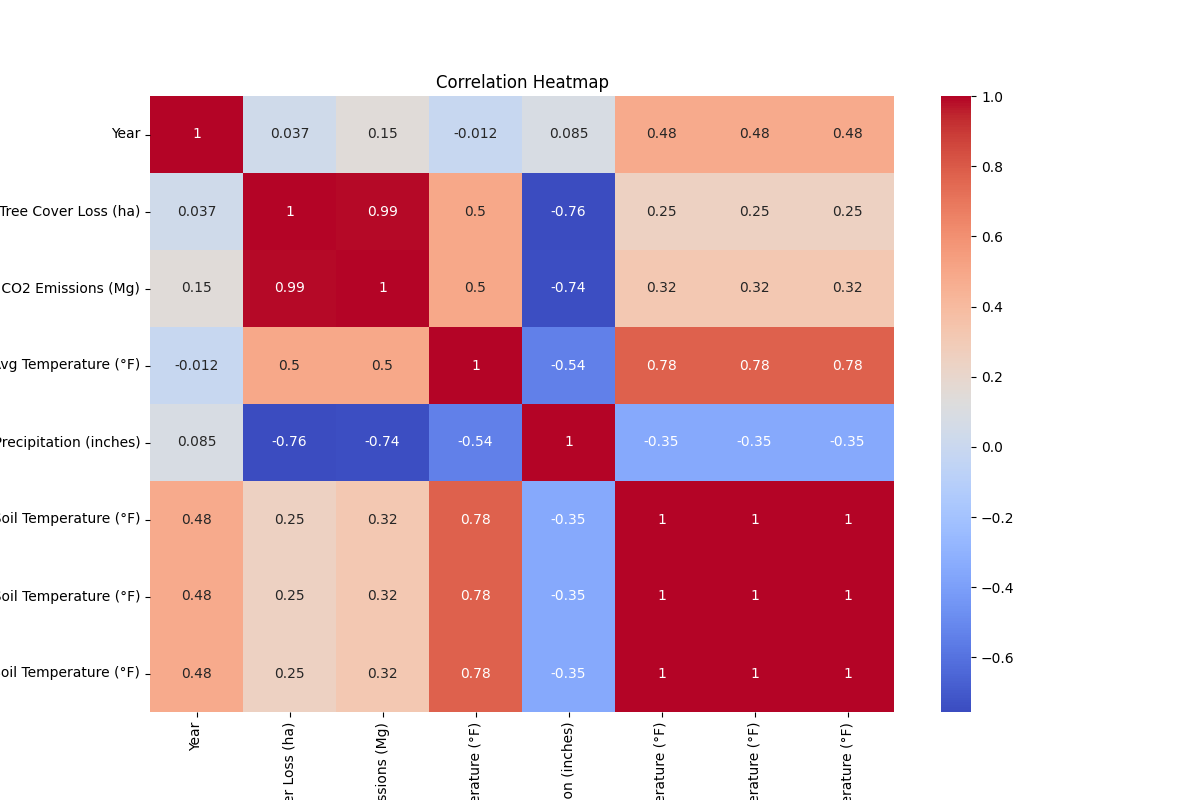 Correlation Heatmap
Year 1 0.037 0.15 -0.012 0.085 0.48 0.48 0.48
Tree Cover Loss (ha) 0.037 1 0.99 0.5 -0.76 0.25 0.25 0.25
CO2 Emissions (Mg) 0.15 0.99 1 0.5 -0.74 0.32 0.32 0.32
Temperature (°F) -0.012 0.5 0.5 1 -0.54 0.78 0.78 0.78
Precipitation (inches) 0.085 -0.76 -0.74 -0.54 1 -0.35 -0.35 -0.35
Soil Temperature (°F) 0.48 0.25 0.32 0.78 -0.35 1 1 1
Soil Temperature (°F) 0.48 0.25 0.32 0.78 -0.35 1 1 1
oil Temperature (°F) 0.48 0.25 0.32 0.78 -0.35 1 1 1
Year
er Loss (ha)
ssions (Mg)
erature (°F)
on (inches)
erature (°F)
erature (°F)
erature (°F)
1.0
0.8
0.6
0.4
0.2
0.0
−0.2
−0.4
−0.6